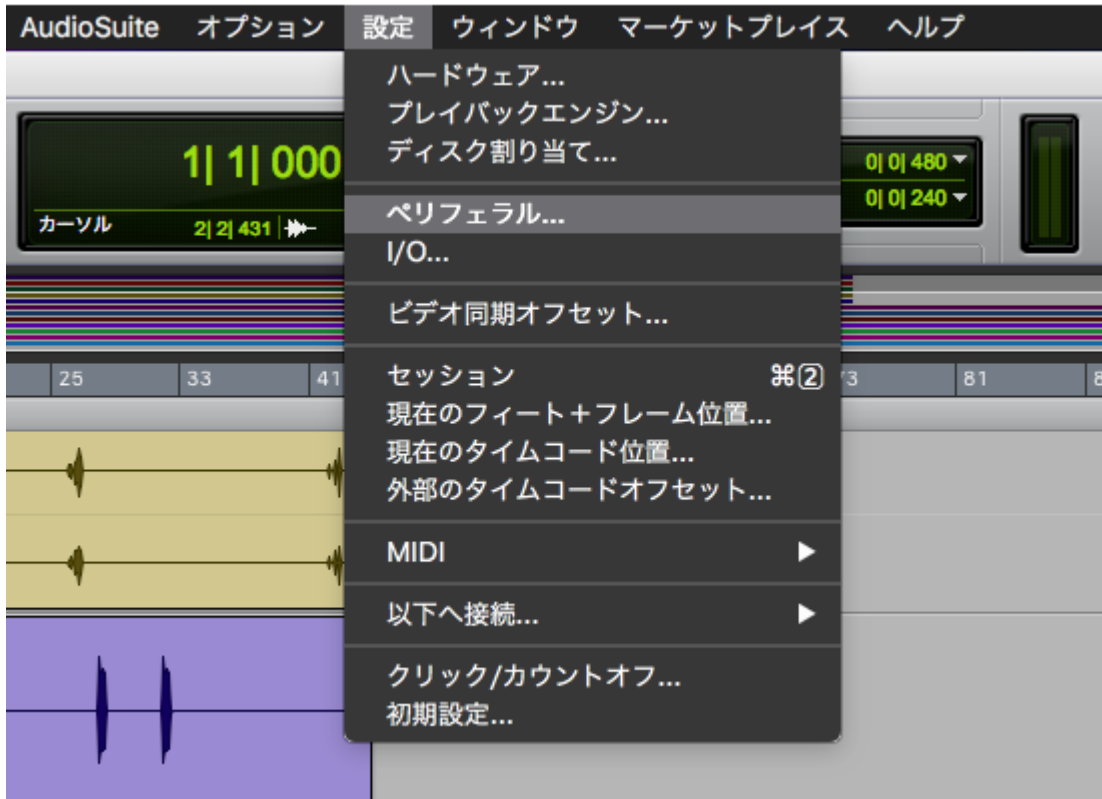 AudioSuite オプション 設定 ウィンドウ マーケットプレイス ヘルプ
ハードウェア...
プレイバックエンジン...
ディスク割り当て...
1| 1| 000
0| 0| 480
0| 0| 240
ペリフェラル...
カーソル 2| 2| 431
I/O...
ビデオ同期オフセット...
25 33 41 73 81
セッション ⌘2
現在のフィート＋フレーム位置...
現在のタイムコード位置...
外部のタイムコードオフセット...
MIDI
以下へ接続...
クリック/カウントオフ...
初期設定...